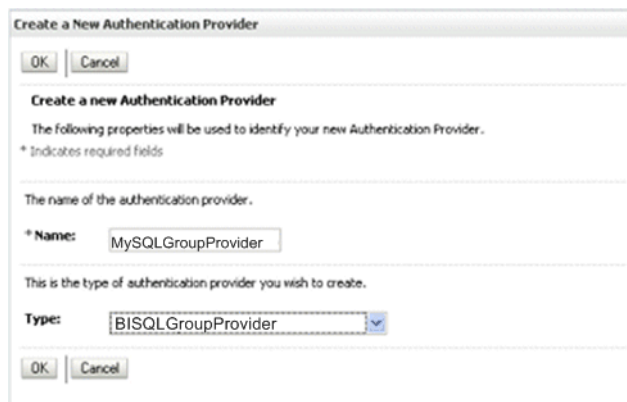 Create a New Authentication Provider
OK Cancel
Create a new Authentication Provider
The following properties will be used to identify your new Authentication Provider.
* Indicates required fields
The name of the authentication provider.
* Name: MySQLGroupProvider
This is the type of authentication provider you wish to create.
Type: BISQLGroupProvider
OK Cancel